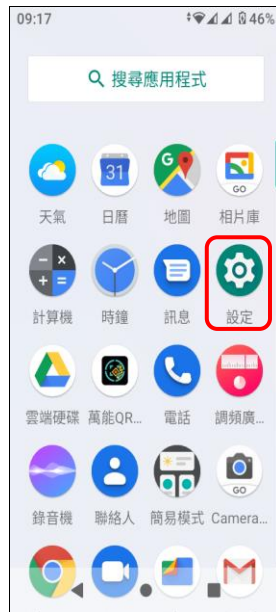 09:17 46%
搜尋應用程式
31
G
GO
天氣 日曆 地圖 相片庫
計算機 時鐘 訊息 設定
雲端硬碟 萬能QR... 電話 調頻廣...
GO
錄音機 聯絡人 簡易模式 Camera...